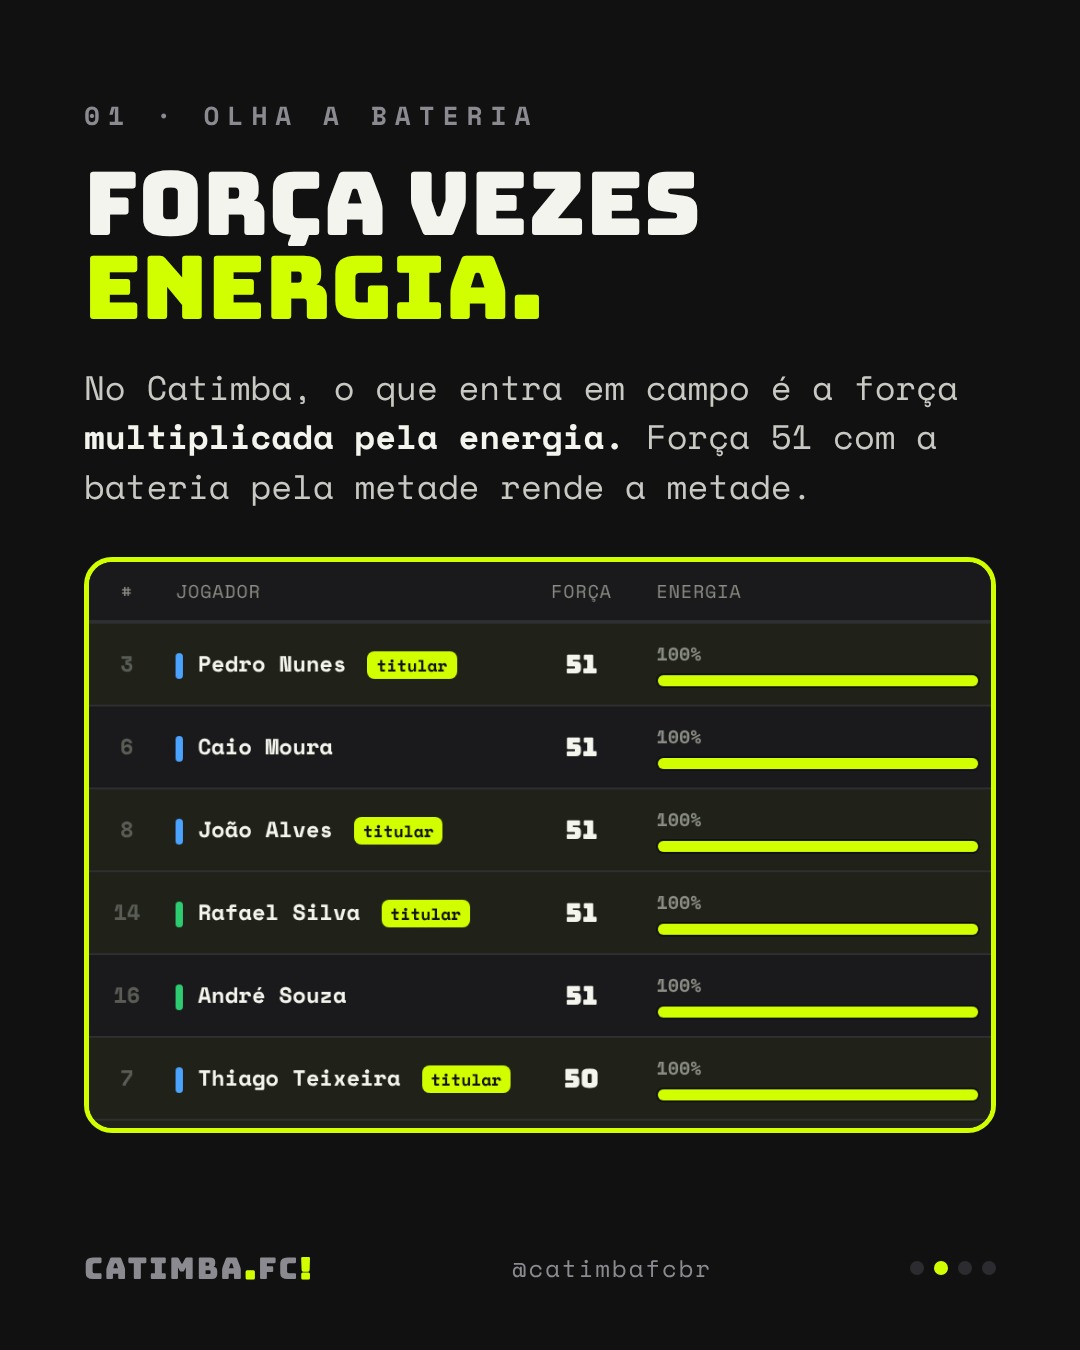 01 · OLHA A BATERIA
FORÇA VEZES
ENERGIA.
No Catimba, o que entra em campo é a força
multiplicada pela energia. Força 51 com a
bateria pela metade rende a metade.
# JOGADOR FORÇA ENERGIA
3 Pedro Nunes titular 51 100%
6 Caio Moura 51 100%
8 João Alves titular 51 100%
14 Rafael Silva titular 51 100%
16 André Souza 51 100%
7 Thiago Teixeira titular 50 100%
CATIMBA.FC! @catimbafcbr